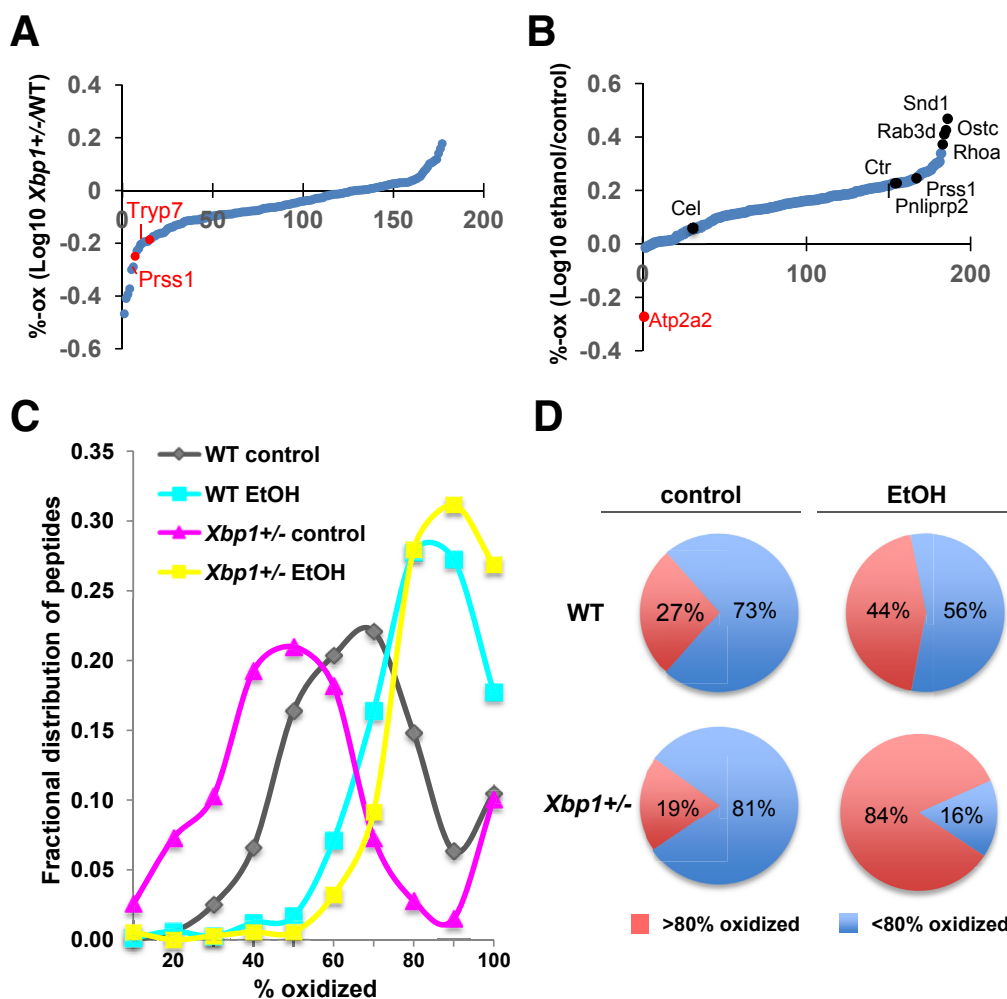 A
%-ox (Log10 Xbp1+/-/WT)
0.4
0.2
0
-0.2
-0.4
-0.6
0
50
100
150
200
Tryp7
Prss1
B
%-ox (Log10 ethanol/control)
0.6
0.4
0.2
0.0
-0.2
-0.4
0
100
200
Snd1
Rab3d
Ostc
Rhoa
Ctr
Prss1
Pnliprp2
Cel
Atp2a2
C
Fractional distribution of peptides
0.35
0.30
0.25
0.20
0.15
0.10
0.05
0.00
WT control
WT EtOH
Xbp1+/- control
Xbp1+/- EtOH
20
40
60
80
100
% oxidized
D
control
EtOH
WT
27%
73%
44%
56%
Xbp1+/-
19%
81%
84%
16%
>80% oxidized
<80% oxidized